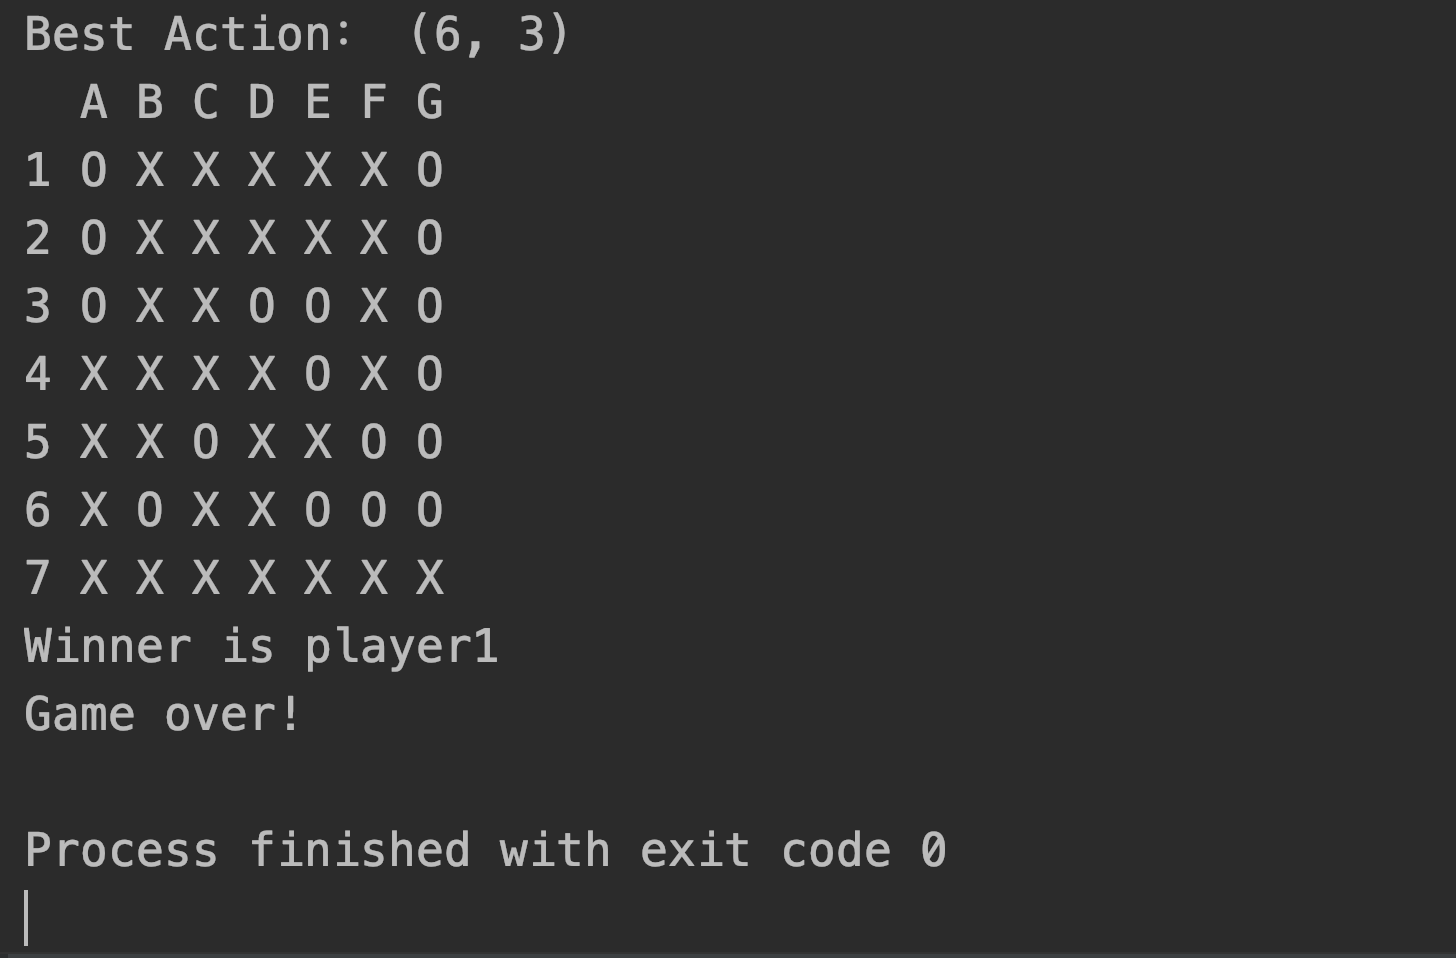 Best Action:  (6, 3)
  A B C D E F G
1 O X X X X X O
2 O X X X X X O
3 O X X O O X O
4 X X X X O X O
5 X X O X X O O
6 X O X X O O O
7 X X X X X X X
Winner is player1
Game over!
Process finished with exit code 0